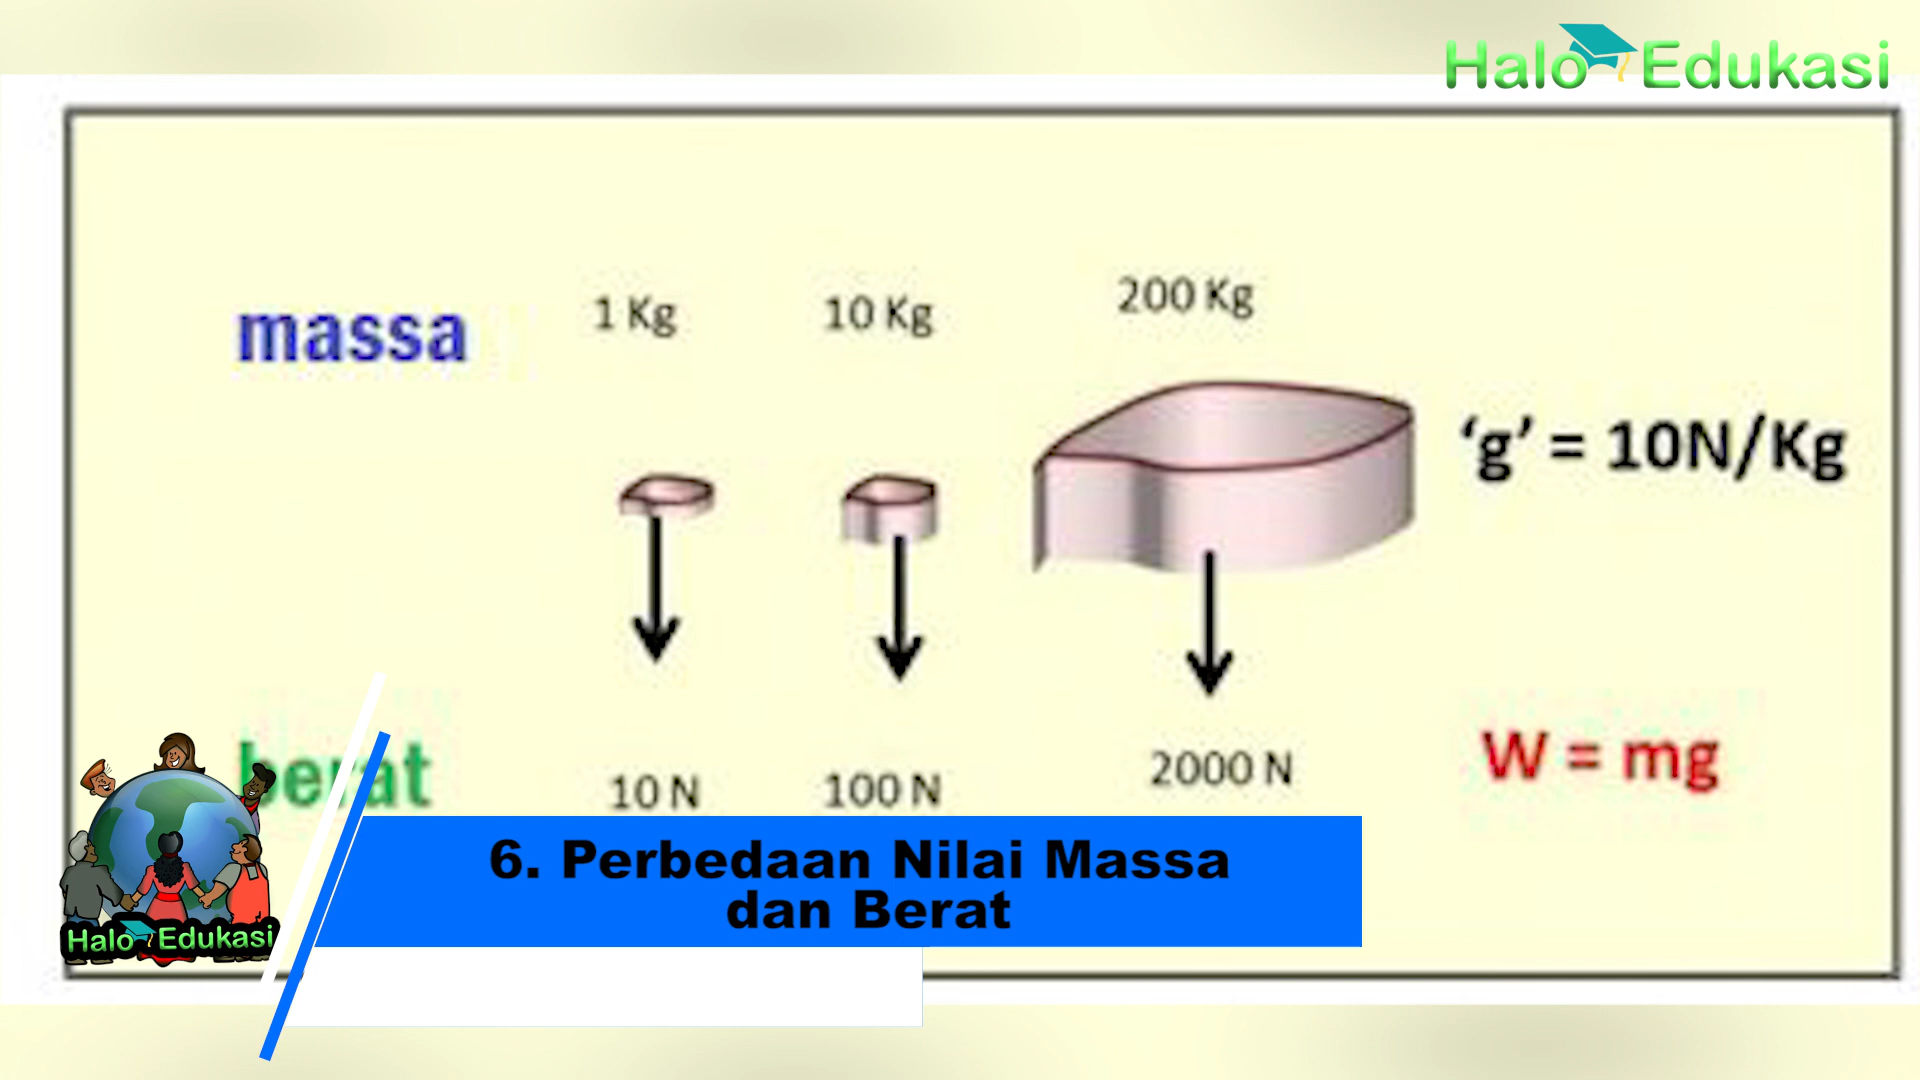 Halo Edukasi
massa
1 Kg
10 Kg
200 Kg
‘g’ = 10N/Kg
berat
10 N
100 N
2000 N
W = mg
6. Perbedaan Nilai Massa
dan Berat
Halo Edukasi